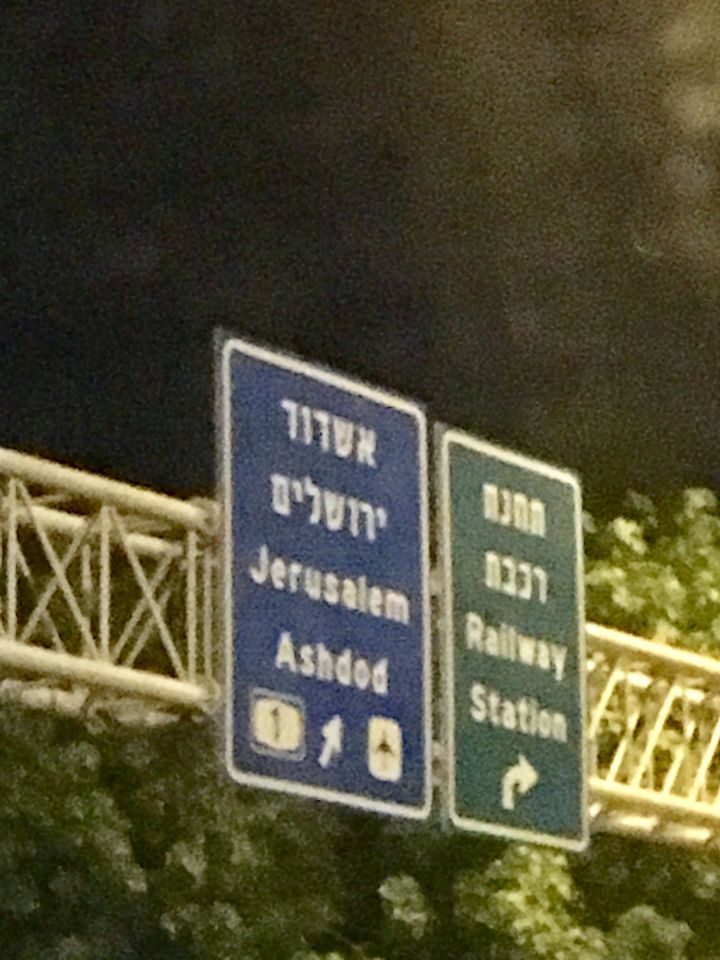 אשדוד
ירושלים
Jerusalem
Ashdod
1
תחנת
רכבת
Railway
Station